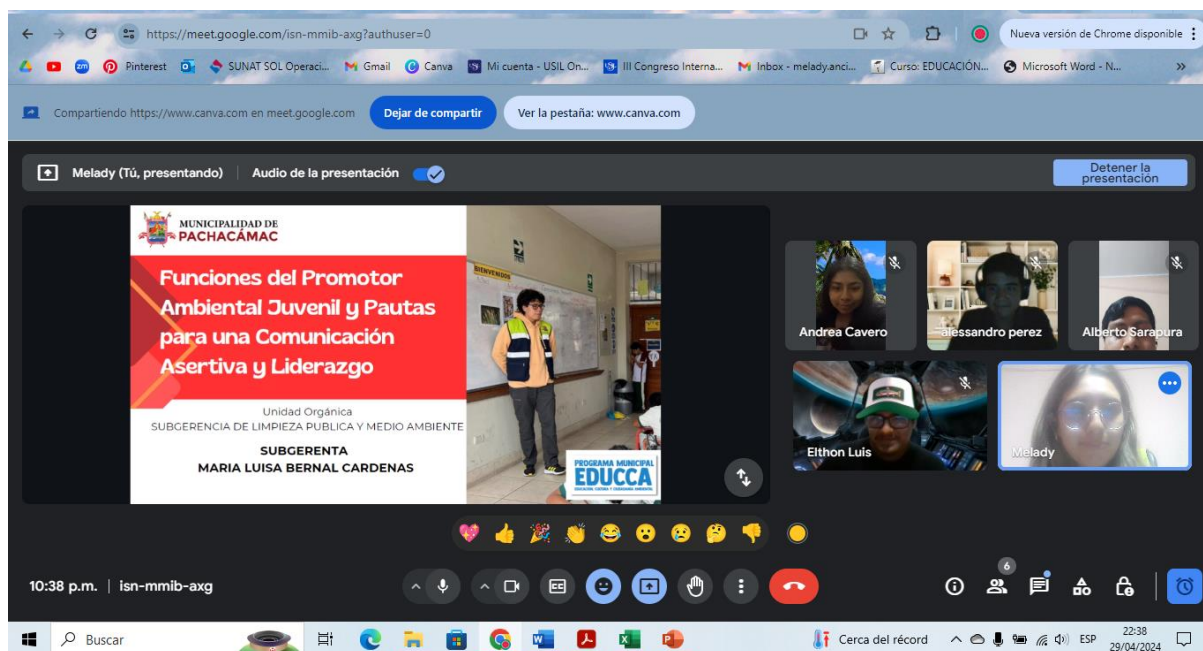 https://meet.google.com/isn-mmib-axg?authuser=0
Nueva versión de Chrome disponible
Pinterest
SUNAT SOL Operaci...
Gmail
Canva
Mi cuenta - USIL On...
III Congreso Interna...
Inbox - melady.anci...
Curso: EDUCACIÓN...
Microsoft Word - N...
Compartiendo https://www.canva.com en meet.google.com
Dejar de compartir
Ver la pestaña: www.canva.com
Melady (Tú, presentando)
Audio de la presentación
Detener la
presentación
MUNICIPALIDAD DE
PACHACÁMAC
Funciones del Promotor
Ambiental Juvenil y Pautas
para una Comunicación
Asertiva y Liderazgo
Unidad Orgánica
SUBGERENCIA DE LIMPIEZA PUBLICA Y MEDIO AMBIENTE
SUBGERENTA
MARIA LUISA BERNAL CARDENAS
BIENVENIDOS
PROGRAMA MUNICIPAL
EDUCCA
EDUCACIÓN, CULTURA Y CIUDADANÍA AMBIENTAL
Andrea Cavero
alessandro perez
Alberto Sarapura
Elthon Luis
Melady
10:38 p.m. | isn-mmib-axg
6
Buscar
Cerca del récord
ESP
22:38
29/04/2024